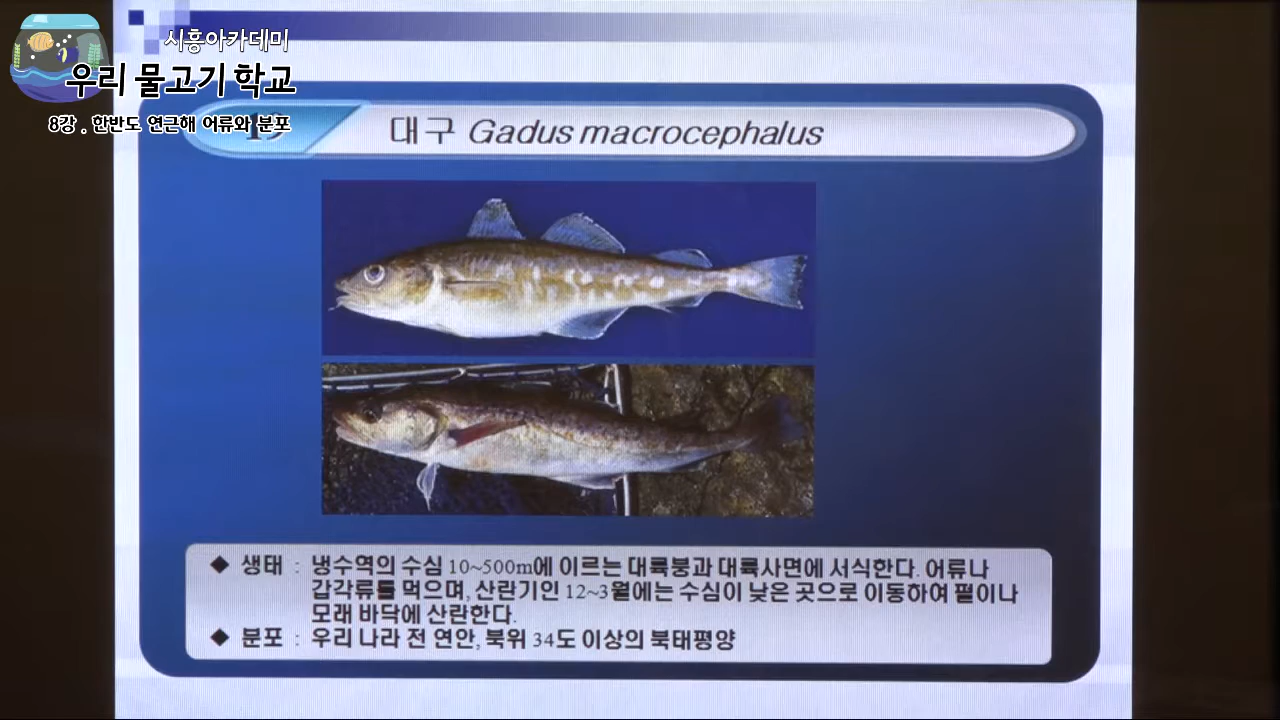 시흥아카데미
우리 물고기 학교
8강 . 한반도 연근해 어류와 분포
대구 Gadus macrocephalus
◆ 생태 : 냉수역의 수심 10~500m에 이르는 대륙붕과 대륙사면에 서식한다. 어류나
갑각류를 먹으며, 산란기인 12~3월에는 수심이 낮은 곳으로 이동하여 펄이나
모래 바닥에 산란한다.
◆ 분포 : 우리 나라 전 연안, 북위 34도 이상의 북태평양